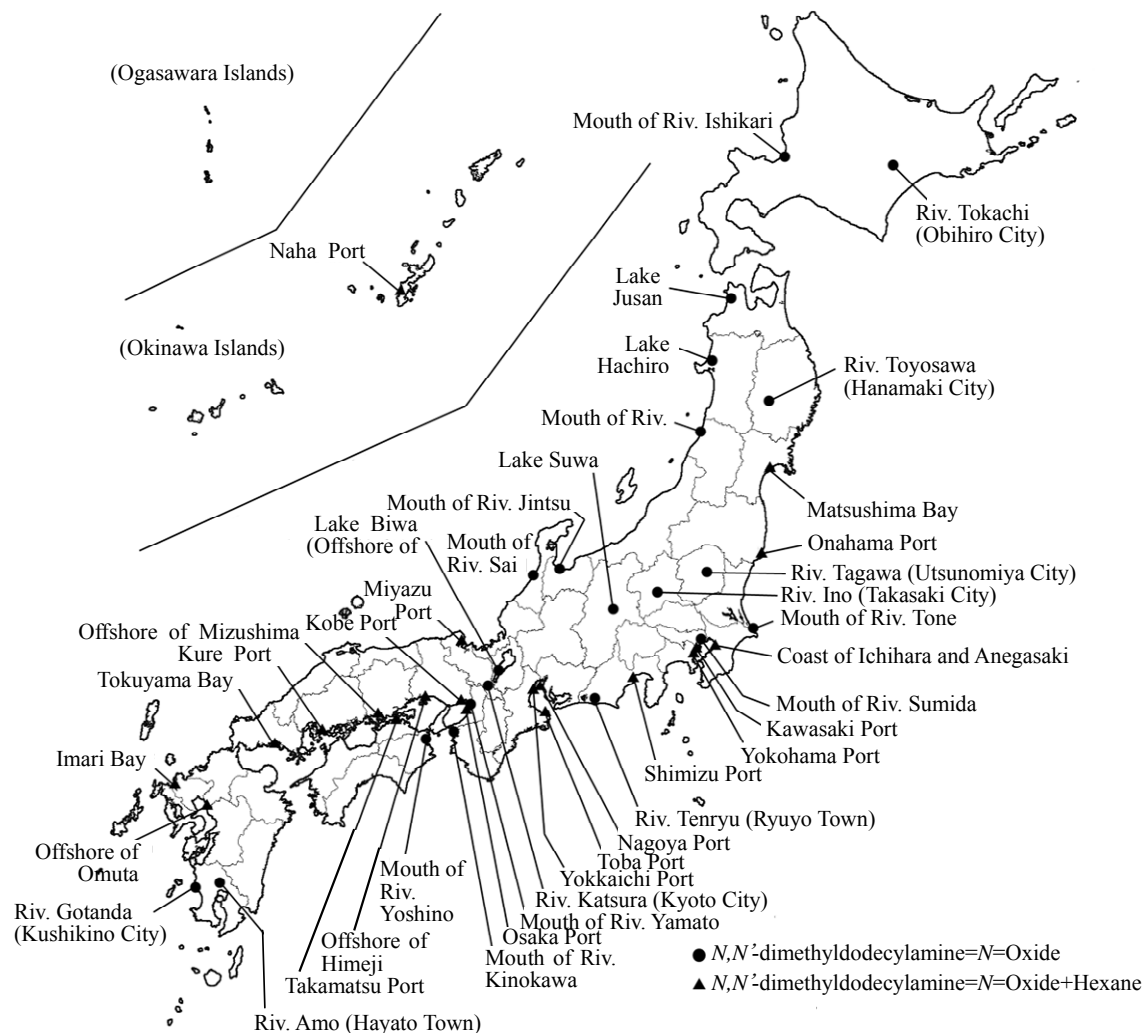 (Ogasawara Islands)
Mouth of Riv. Ishikari
Riv. Tokachi
(Obihiro City)
Naha Port
Lake
Jusan
(Okinawa Islands)
Lake
Hachiro
Riv. Toyosawa
(Hanamaki City)
Mouth of Riv.
Lake Suwa
Mouth of Riv. Jintsu
Matsushima Bay
Lake Biwa
(Offshore of
Mouth of
Riv. Sai
Onahama Port
Riv. Tagawa (Utsunomiya City)
Riv. Ino (Takasaki City)
Miyazu
Port
Mouth of Riv. Tone
Kobe Port
Offshore of Mizushima
Kure Port
Coast of Ichihara and Anegasaki
Tokuyama Bay
Mouth of Riv. Sumida
Kawasaki Port
Yokohama Port
Imari Bay
Shimizu Port
Riv. Tenryu (Ryuyo Town)
Nagoya Port
Toba Port
Yokkaichi Port
Riv. Katsura (Kyoto City)
Mouth of Riv. Yamato
Osaka Port
Mouth of Riv.
Kinokawa
Mouth of
Riv.
Yoshino
Offshore of
Himeji
Takamatsu Port
Offshore of
Omuta
Riv. Gotanda
(Kushikino City)
Riv. Amo (Hayato Town)
● N,N'-dimethyldodecylamine=N=Oxide
▲ N,N'-dimethyldodecylamine=N=Oxide+Hexane